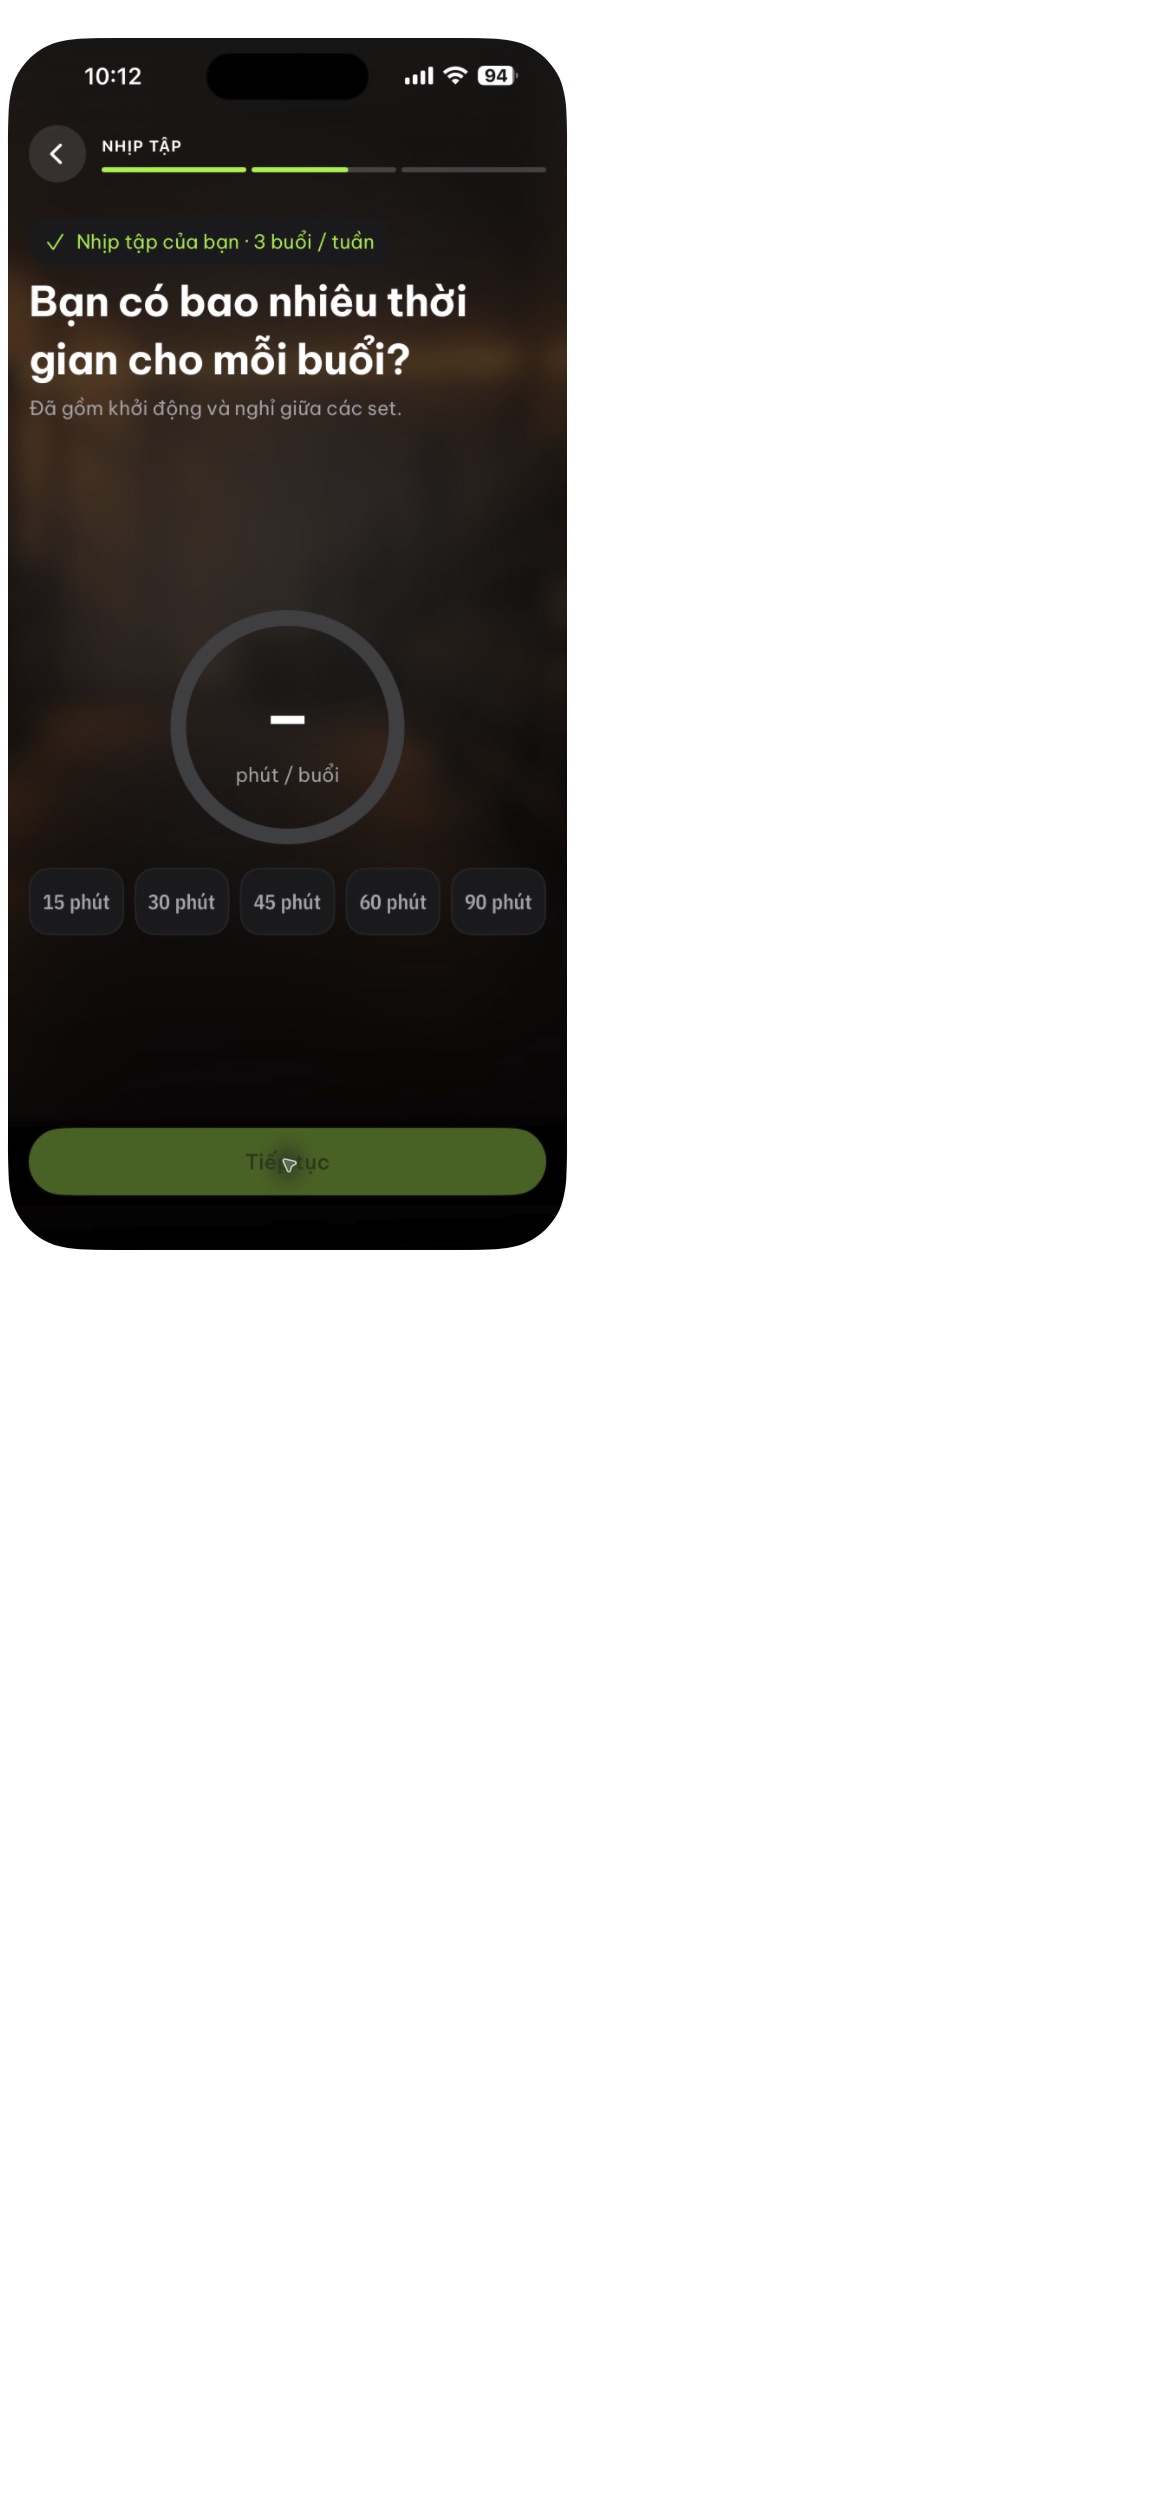 10:12
94
NHỊP TẬP
Nhịp tập của bạn · 3 buổi / tuần
Bạn có bao nhiêu thời
gian cho mỗi buổi?
Đã gồm khởi động và nghỉ giữa các set.
–
phút / buổi
15 phút 30 phút 45 phút 60 phút 90 phút
Tiếp tục